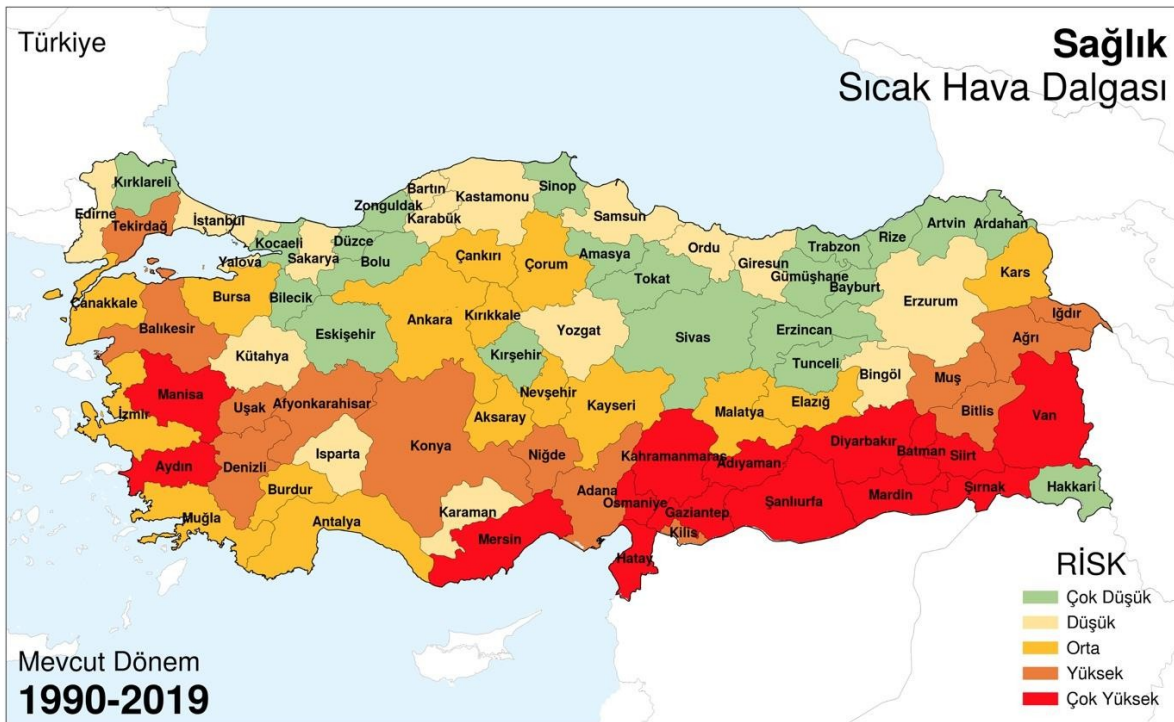 Türkiye
Sağlık
Sıcak Hava Dalgası
Kırklareli
Edirne
Tekirdağ
İstanbul
Kocaeli
Yalova
Sakarya
Düzce
Zonguldak
Bartın
Karabük
Kastamonu
Sinop
Samsun
Ordu
Giresun
Trabzon
Rize
Artvin
Ardahan
Gümüşhane
Bayburt
Bolu
Bilecik
Bursa
Çanakkale
Balıkesir
Çankırı
Çorum
Amasya
Tokat
Sivas
Erzincan
Erzurum
Kars
Iğdır
Ağrı
Eskişehir
Kütahya
Ankara
Kırıkkale
Kırşehir
Yozgat
Tunceli
Bingöl
Muş
Bitlis
Van
Manisa
İzmir
Uşak
Afyonkarahisar
Konya
Aksaray
Nevşehir
Kayseri
Malatya
Elazığ
Diyarbakır
Batman
Siirt
Şırnak
Hakkari
Aydın
Denizli
Isparta
Burdur
Muğla
Antalya
Karaman
Mersin
Niğde
Adana
Kahramanmaraş
Osmaniye
Adıyaman
Gaziantep
Kilis
Şanlıurfa
Mardin
Hatay
RİSK
Çok Düşük
Düşük
Orta
Yüksek
Çok Yüksek
Mevcut Dönem
1990-2019